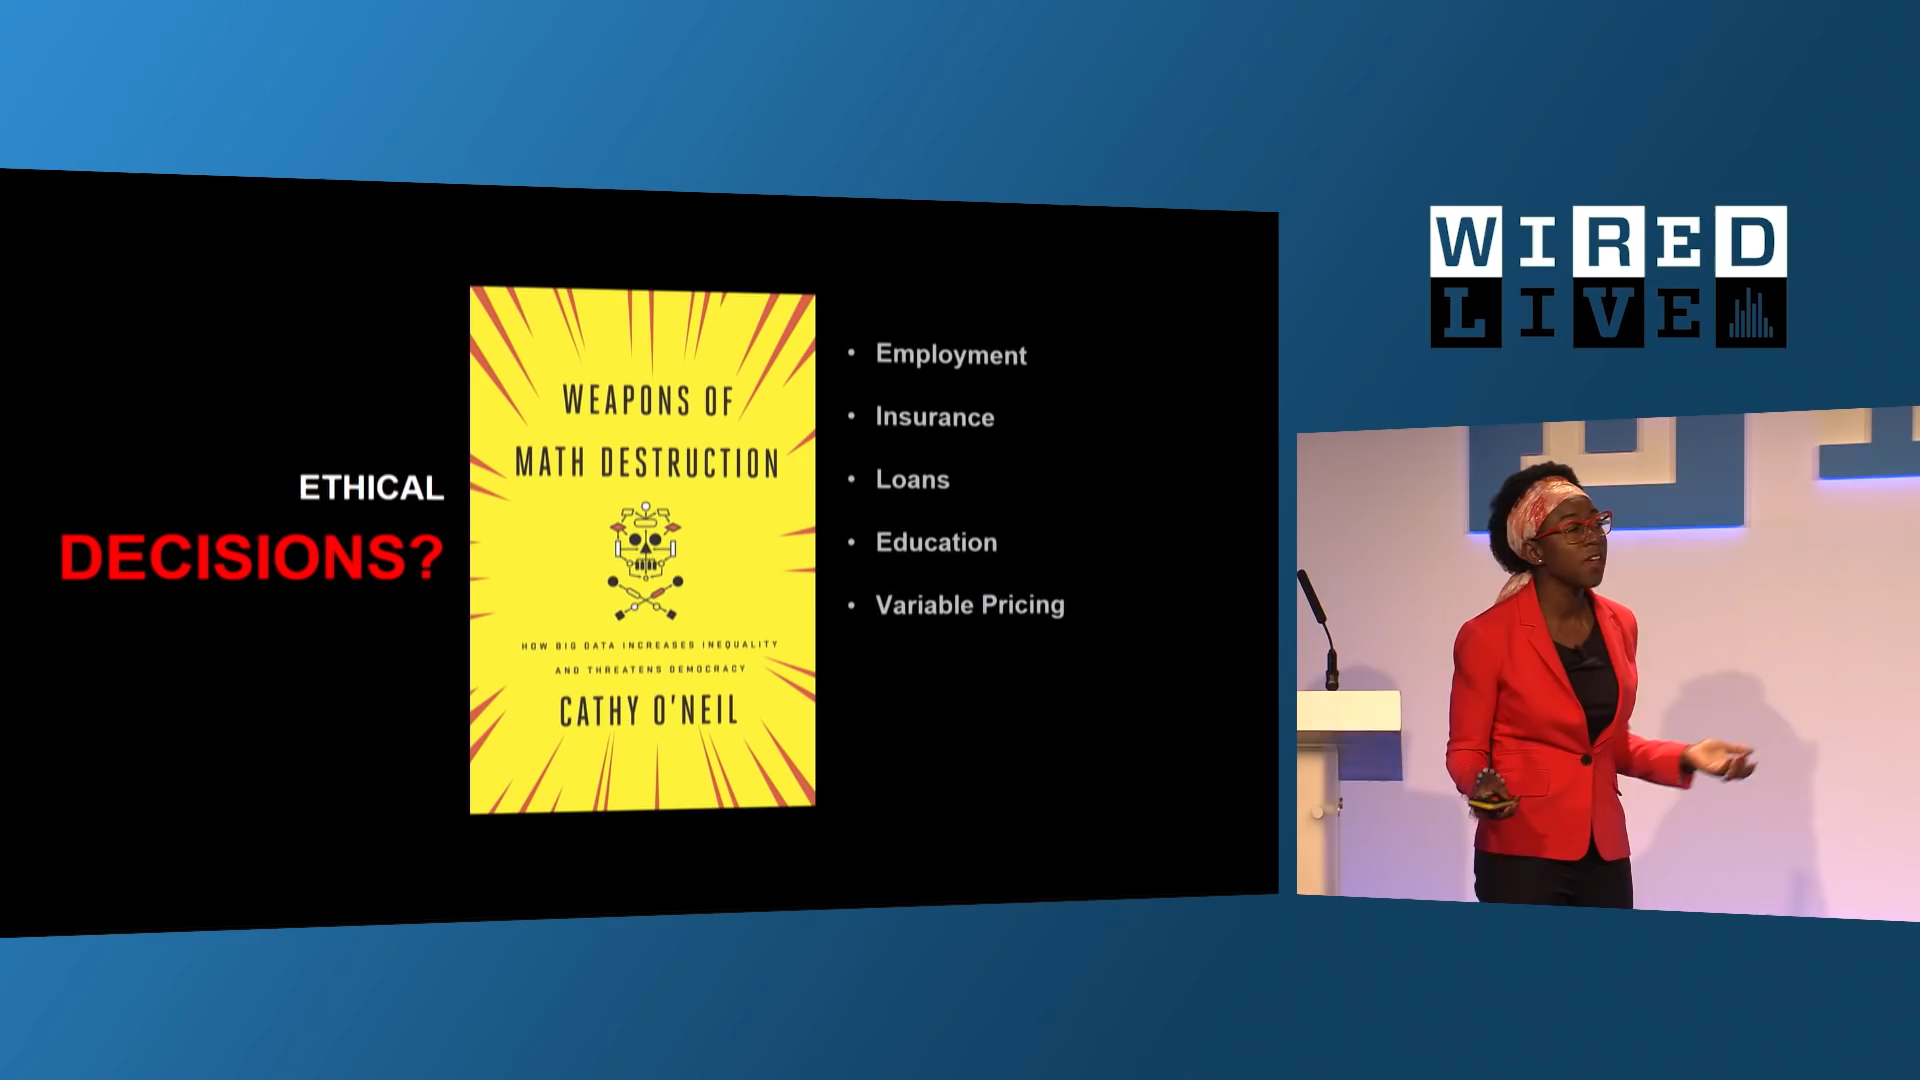 WIRED
LIVE
ETHICAL
DECISIONS?
WEAPONS OF
MATH DESTRUCTION
HOW BIG DATA INCREASES INEQUALITY
AND THREATENS DEMOCRACY
CATHY O'NEIL
• Employment
• Insurance
• Loans
• Education
• Variable Pricing